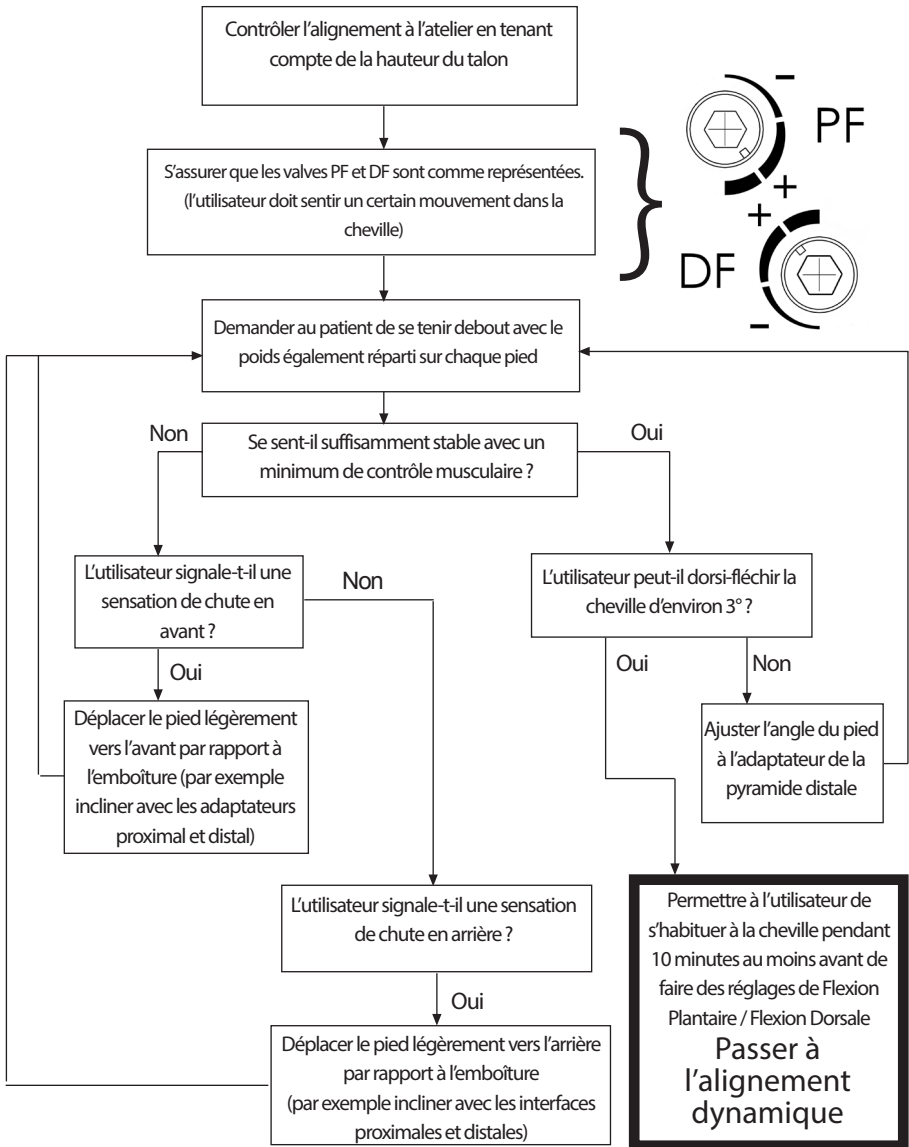 Contrôler l'alignement à l'atelier en tenant
compte de la hauteur du talon
S'assurer que les valves PF et DF sont comme représentées.
(l'utilisateur doit sentir un certain mouvement dans la
cheville)
-
PF
+
+
DF
-
Demander au patient de se tenir debout avec le
poids également réparti sur chaque pied
Non
Se sent-il suffisamment stable avec un
minimum de contrôle musculaire ?
Oui
L'utilisateur signale-t-il une
sensation de chute en
avant ?
Non
L'utilisateur peut-il dorsi-fléchir la
cheville d'environ 3° ?
Oui
Oui
Non
Déplacer le pied légèrement
vers l'avant par rapport à
l'emboîture (par exemple
incliner avec les adaptateurs
proximal et distal)
Ajuster l'angle du pied
à l'adaptateur de la
pyramide distale
L'utilisateur signale-t-il une sensation
de chute en arrière ?
Oui
Déplacer le pied légèrement vers l'arrière
par rapport à l'emboîture
(par exemple incliner avec les interfaces
proximales et distales)
Permettre à l'utilisateur de
s'habituer à la cheville pendant
10 minutes au moins avant de
faire des réglages de Flexion
Plantaire / Flexion Dorsale
Passer à
l'alignement
dynamique